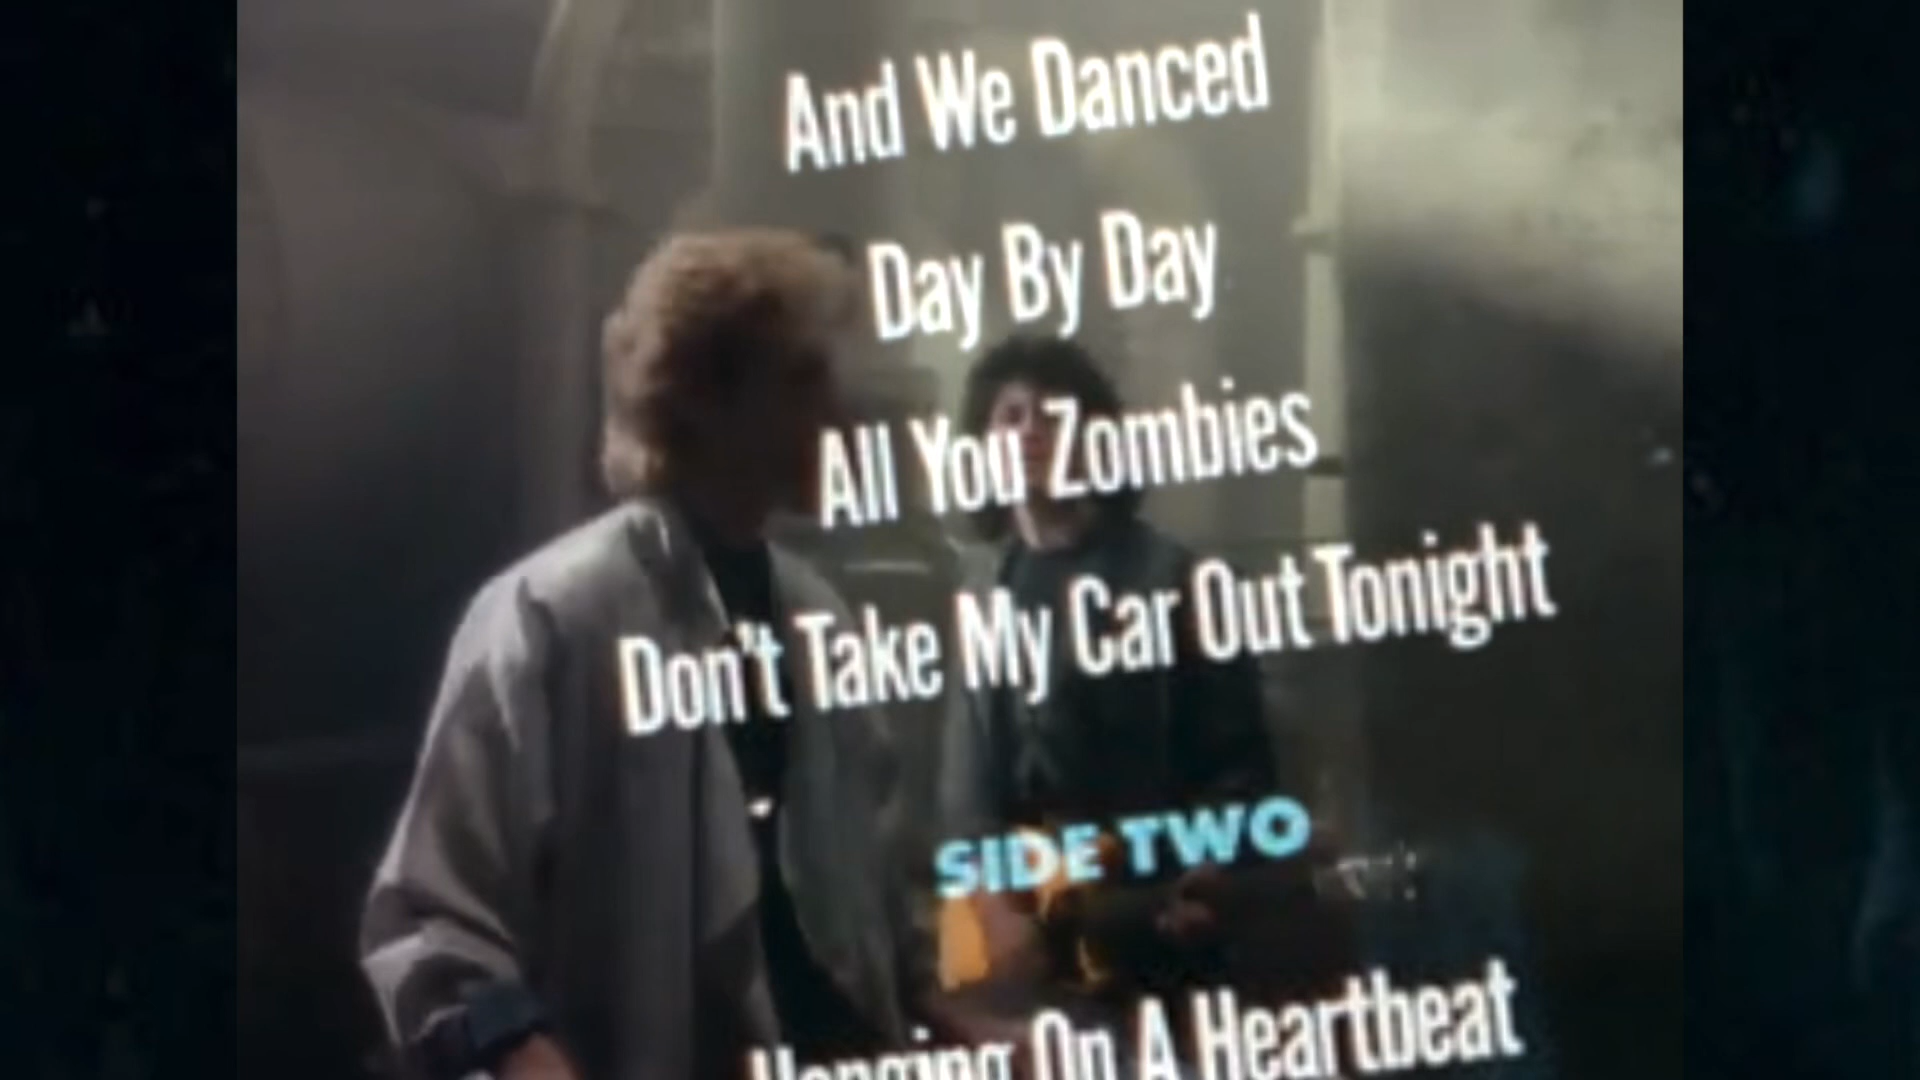 And We Danced
Day By Day
All You Zombies
Don't Take My Car Out Tonight
SIDE TWO
Hanging On A Heartbeat